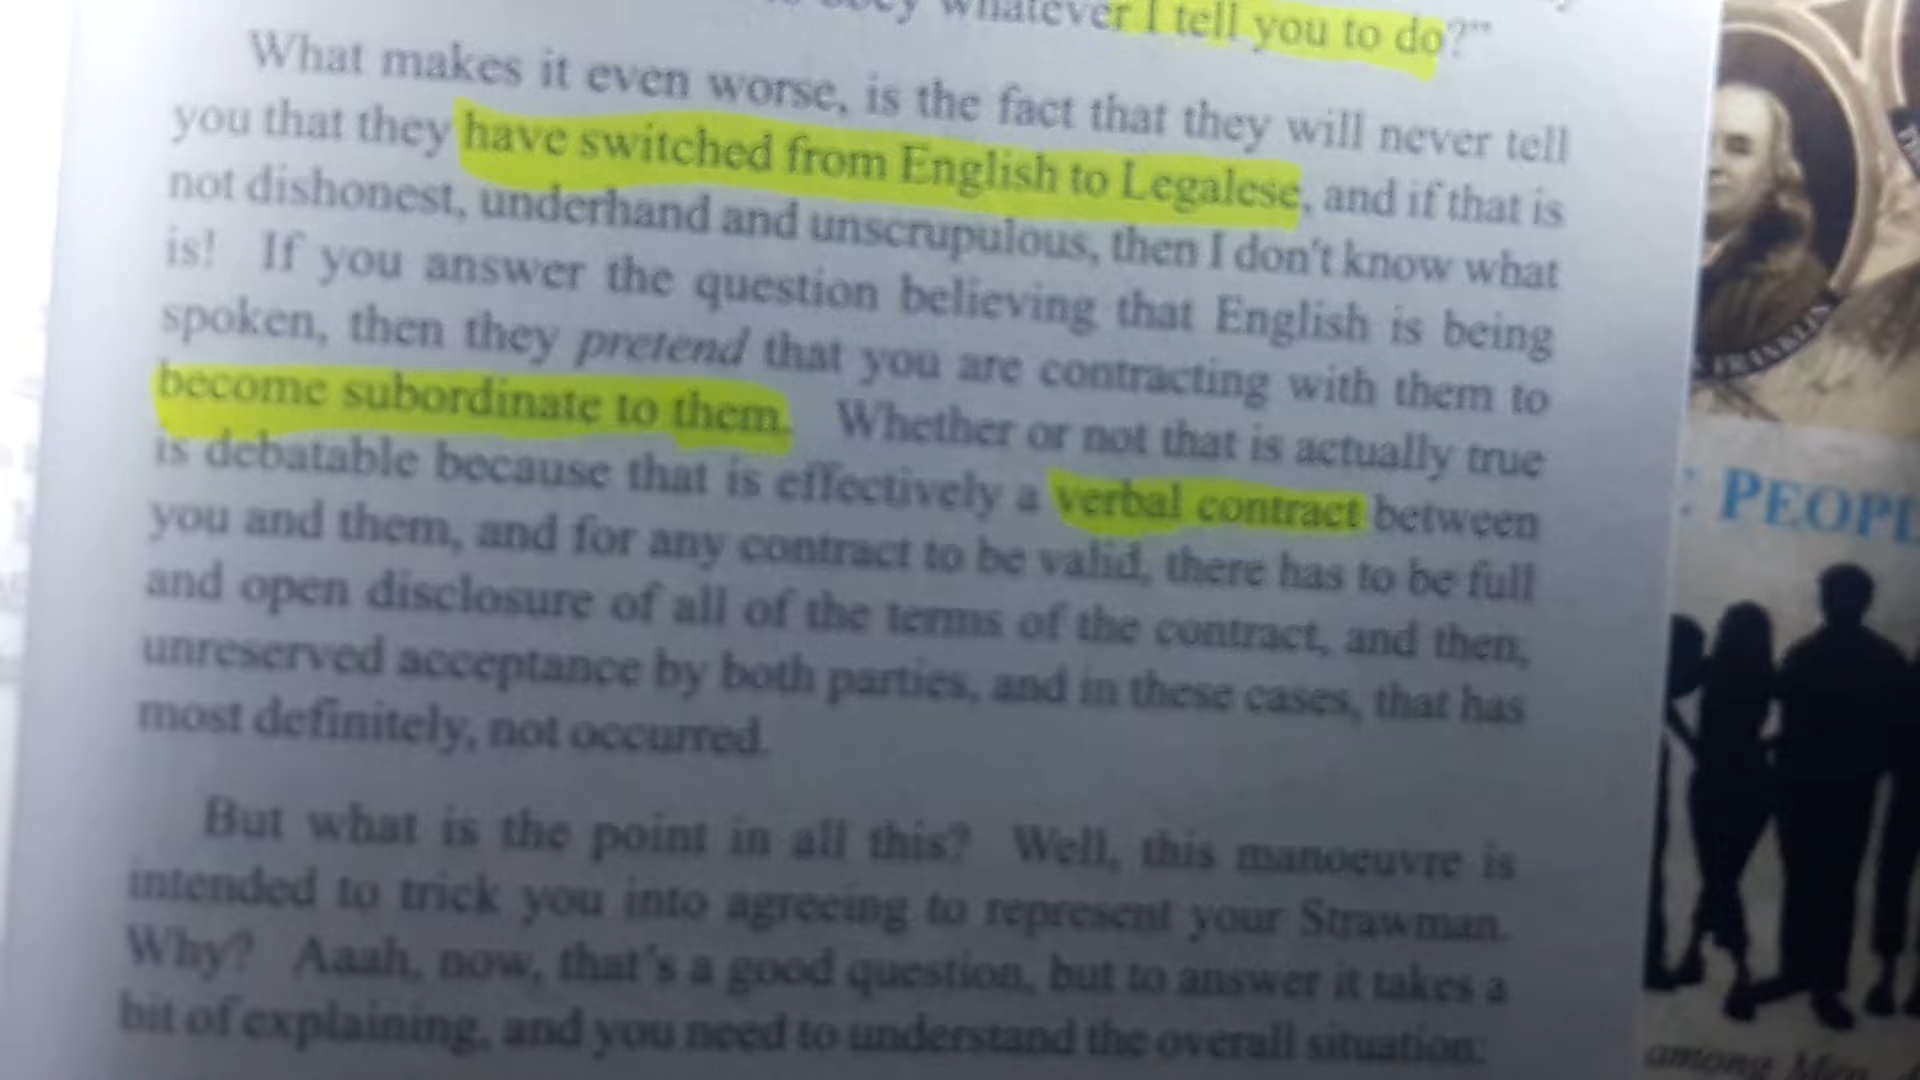 obey whatever I tell you to do?"
What makes it even worse, is the fact that they will never tell
you that they have switched from English to Legalese, and if that is
not dishonest, underhand and unscrupulous, then I don't know what
is! If you answer the question believing that English is being
spoken, then they pretend that you are contracting with them to
become subordinate to them. Whether or not that is actually true
is debatable because that is effectively a verbal contract between
you and them, and for any contract to be valid, there has to be full
and open disclosure of all of the terms of the contract, and then,
unreserved acceptance by both parties, and in these cases, that has
most definitely, not occurred.
But what is the point in all this? Well, this manoeuvre is
intended to trick you into agreeing to represent your Strawman.
Why? Aaah, now, that's a good question, but to answer it takes a
bit of explaining, and you need to understand the overall situation:
FRANKLIN
PEOPL
among Men